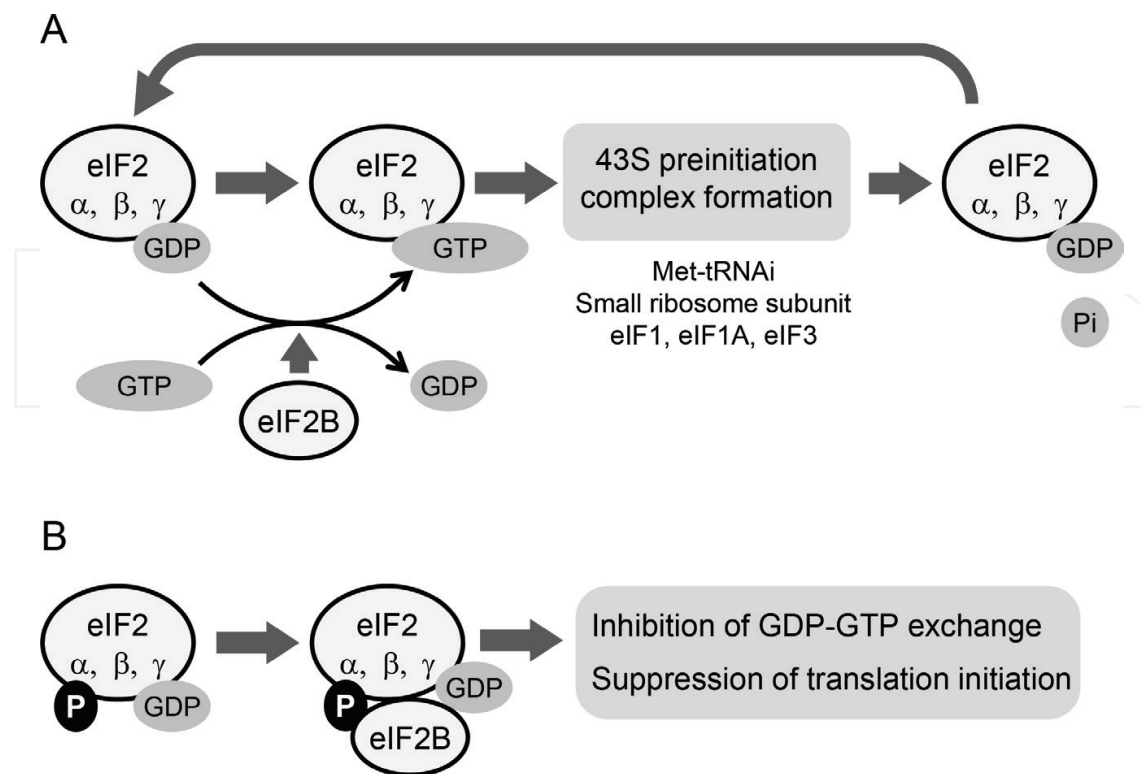 A
eIF2
α, β, γ
GDP
eIF2
α, β, γ
GTP
43S preinitiation
complex formation
eIF2
α, β, γ
GDP
Met-tRNAi
Small ribosome subunit
eIF1, eIF1A, eIF3
Pi
GTP
GDP
eIF2B
B
eIF2
α, β, γ
P
GDP
eIF2
α, β, γ
GDP
P
eIF2B
Inhibition of GDP-GTP exchange
Suppression of translation initiation